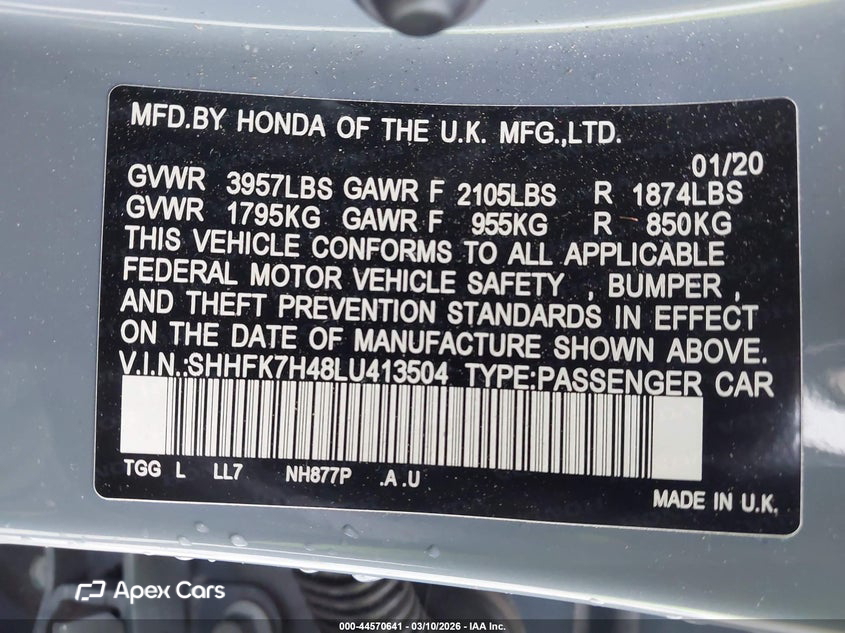 MFD.BY HONDA OF THE U.K. MFG.,LTD.
01/20
GVWR 3957LBS GAWR F 2105LBS R 1874LBS
GVWR 1795KG GAWR F 955KG R 850KG
THIS VEHICLE CONFORMS TO ALL APPLICABLE
FEDERAL MOTOR VEHICLE SAFETY , BUMPER ,
AND THEFT PREVENTION STANDARDS IN EFFECT
ON THE DATE OF MANUFACTURE SHOWN ABOVE.
V.I.N.:SHHFK7H48LU413504 TYPE:PASSENGER CAR
TGG L LL7 NH877P .A .U
MADE IN U.K.
Apex Cars
000-44570641 - 03/10/2026 - IAA Inc.